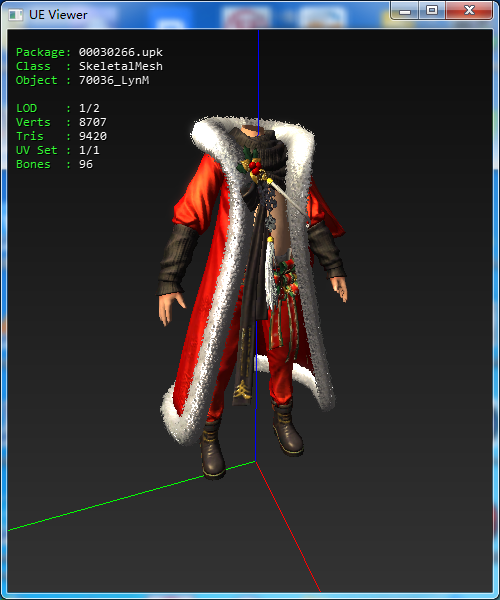 UE Viewer
Package: 00030266.upk
Class : SkeletalMesh
Object : 70036_LynM
LOD : 1/2
Verts : 8707
Tris : 9420
UV Set : 1/1
Bones : 96